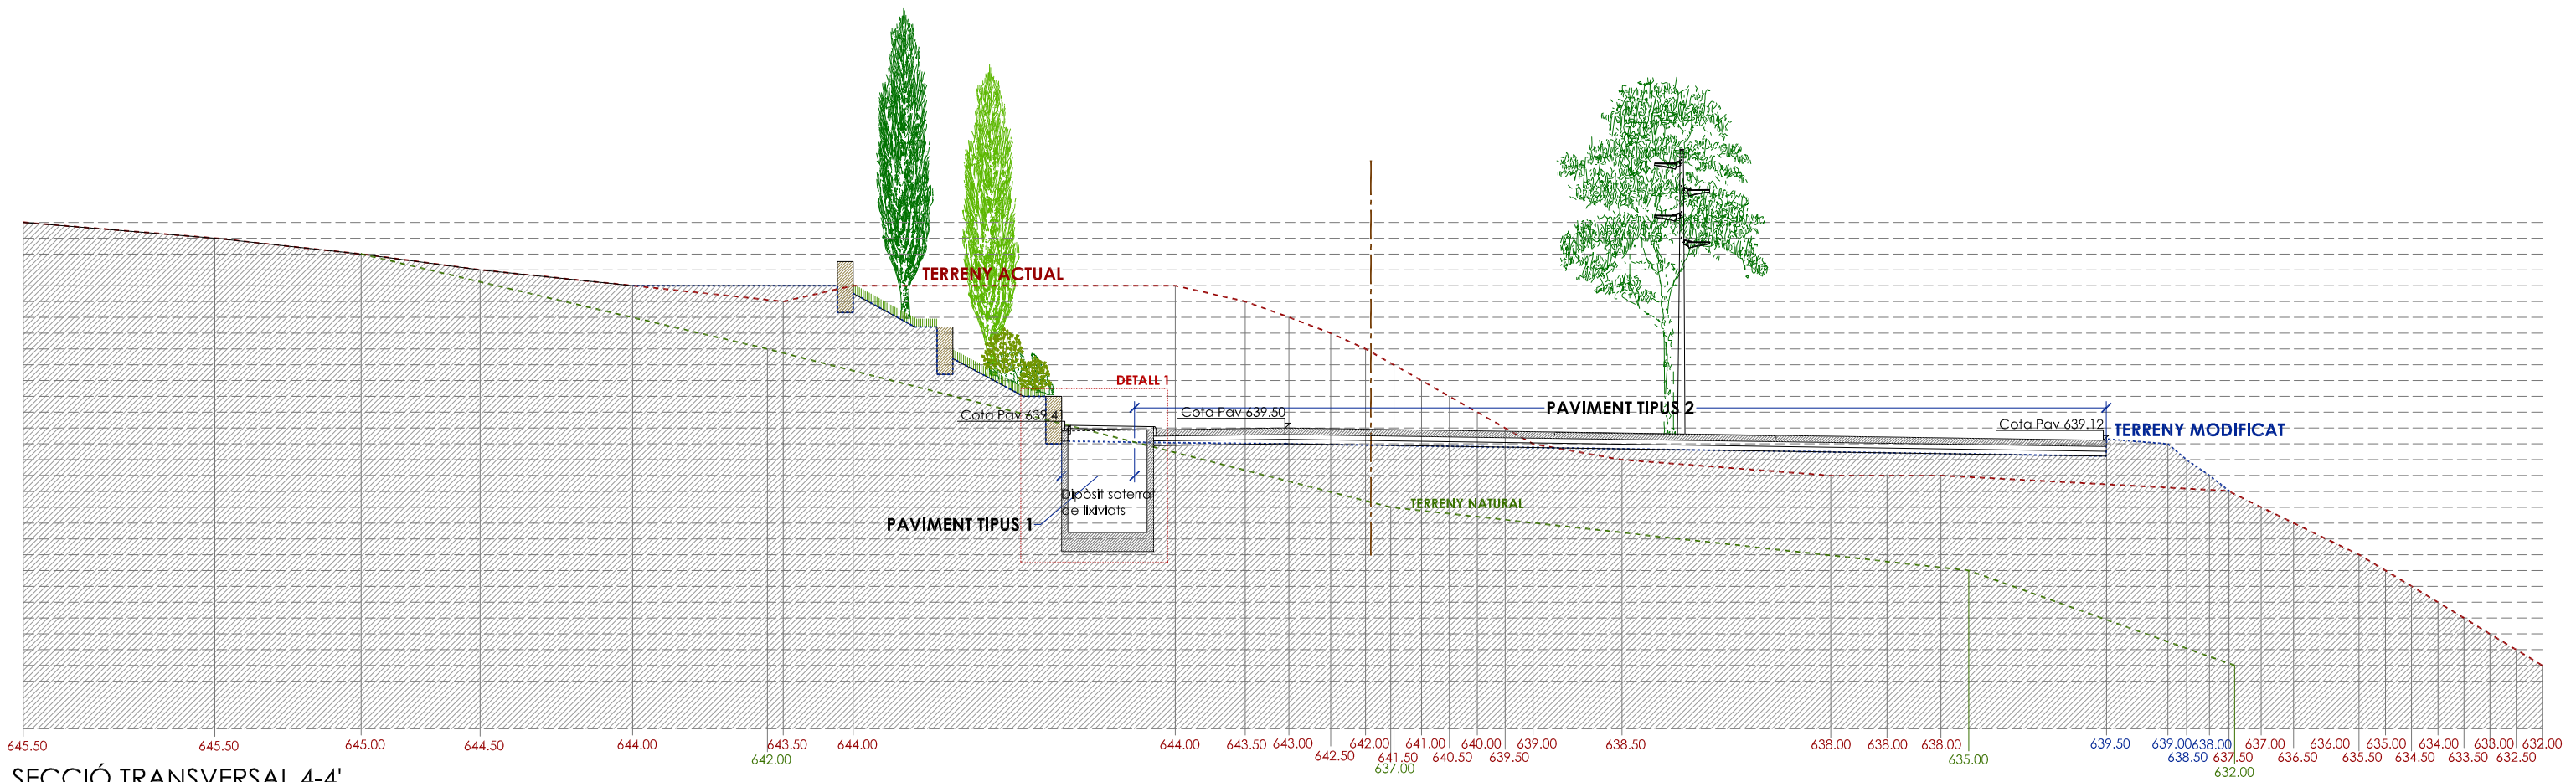 TERRENY ACTUAL
DETALL 1
Cota Pav 639.4
Cota Pav 639.50
PAVIMENT TIPUS 2
Cota Pav 639.12
TERRENY MODIFICAT
Dipòsit soterrat
de lixiviats
PAVIMENT TIPUS 1
TERRENY NATURAL
645.50 645.50 645.00 644.50 644.00 643.50 644.00 644.00 643.50 643.00 642.00 641.00 640.00 639.00 638.50 638.00 638.00 638.00 639.50 639.00 638.00 637.00 636.00 635.00 634.00 633.00 632.00
642.50 641.50 640.50 639.50 638.50 637.50 636.50 635.50 634.50 633.50 632.50
642.00 637.00 635.00 632.00
SECCIÓ TRANSVERSAL 4-4'